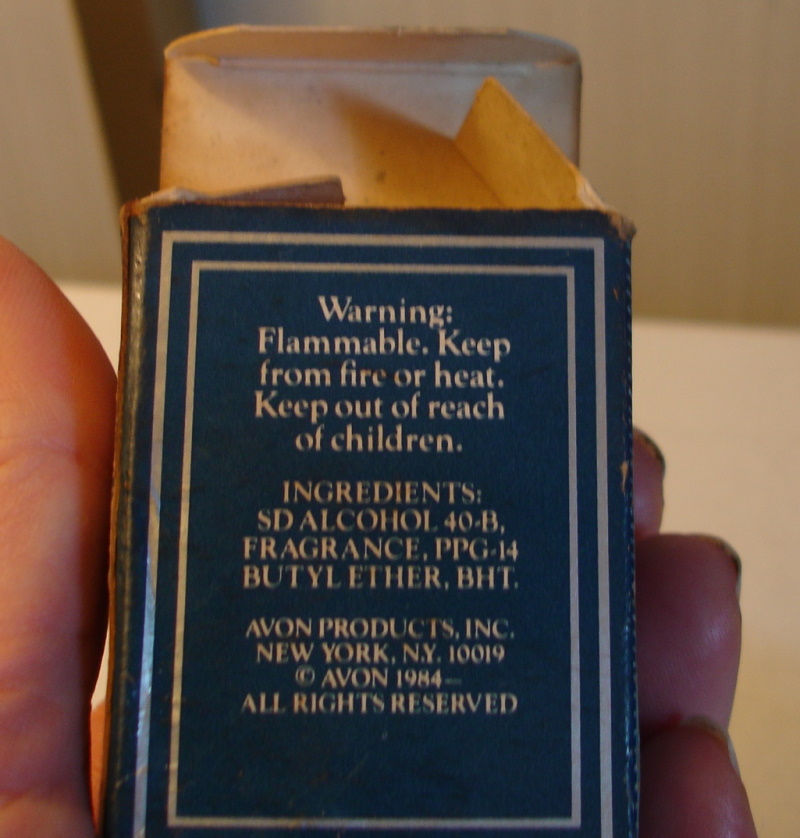 Warning:
Flammable. Keep
from fire or heat.
Keep out of reach
of children.
INGREDIENTS:
SD ALCOHOL 40-B,
FRAGRANCE, PPG-14
BUTYL ETHER, BHT.
AVON PRODUCTS, INC.
NEW YORK, N.Y. 10019
© AVON 1984—
ALL RIGHTS RESERVED